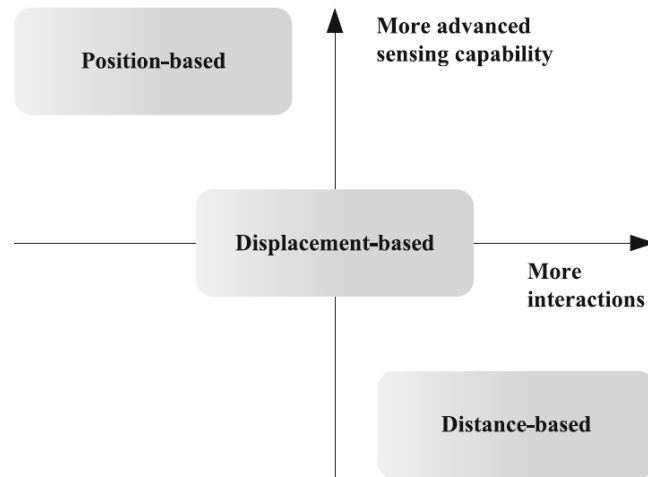 Position-based
More advanced
sensing capability
Displacement-based
More
interactions
Distance-based